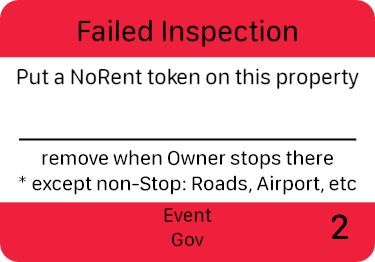 Failed Inspection
Put a NoRent token on this property
remove when Owner stops there
* except non-Stop: Roads, Airport, etc
Event
Gov
2